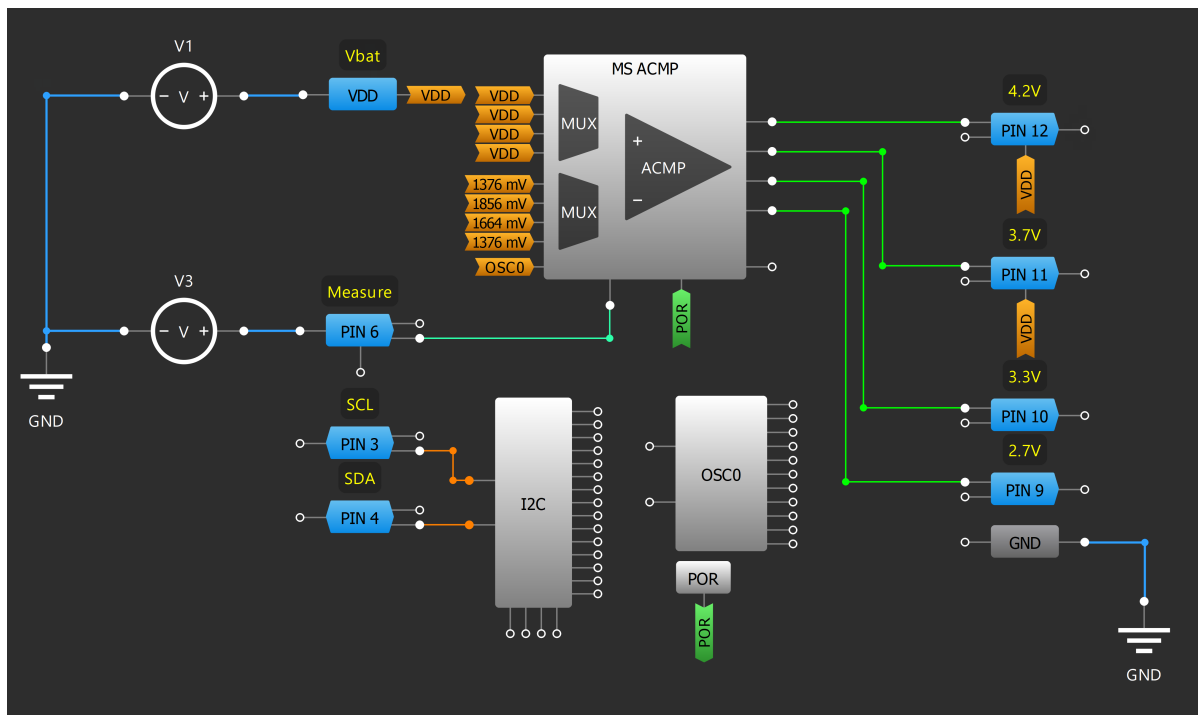 V1
Vbat
− V +
VDD
VDD
MS ACMP
VDD
VDD
VDD
VDD
MUX
1376 mV
1856 mV
1664 mV
1376 mV
MUX
OSC0
+
ACMP
−
POR
4.2V
PIN 12
VDD
3.7V
PIN 11
VDD
3.3V
PIN 10
2.7V
PIN 9
GND
GND
V3
− V +
Measure
PIN 6
GND
SCL
PIN 3
SDA
PIN 4
I2C
OSC0
POR
POR